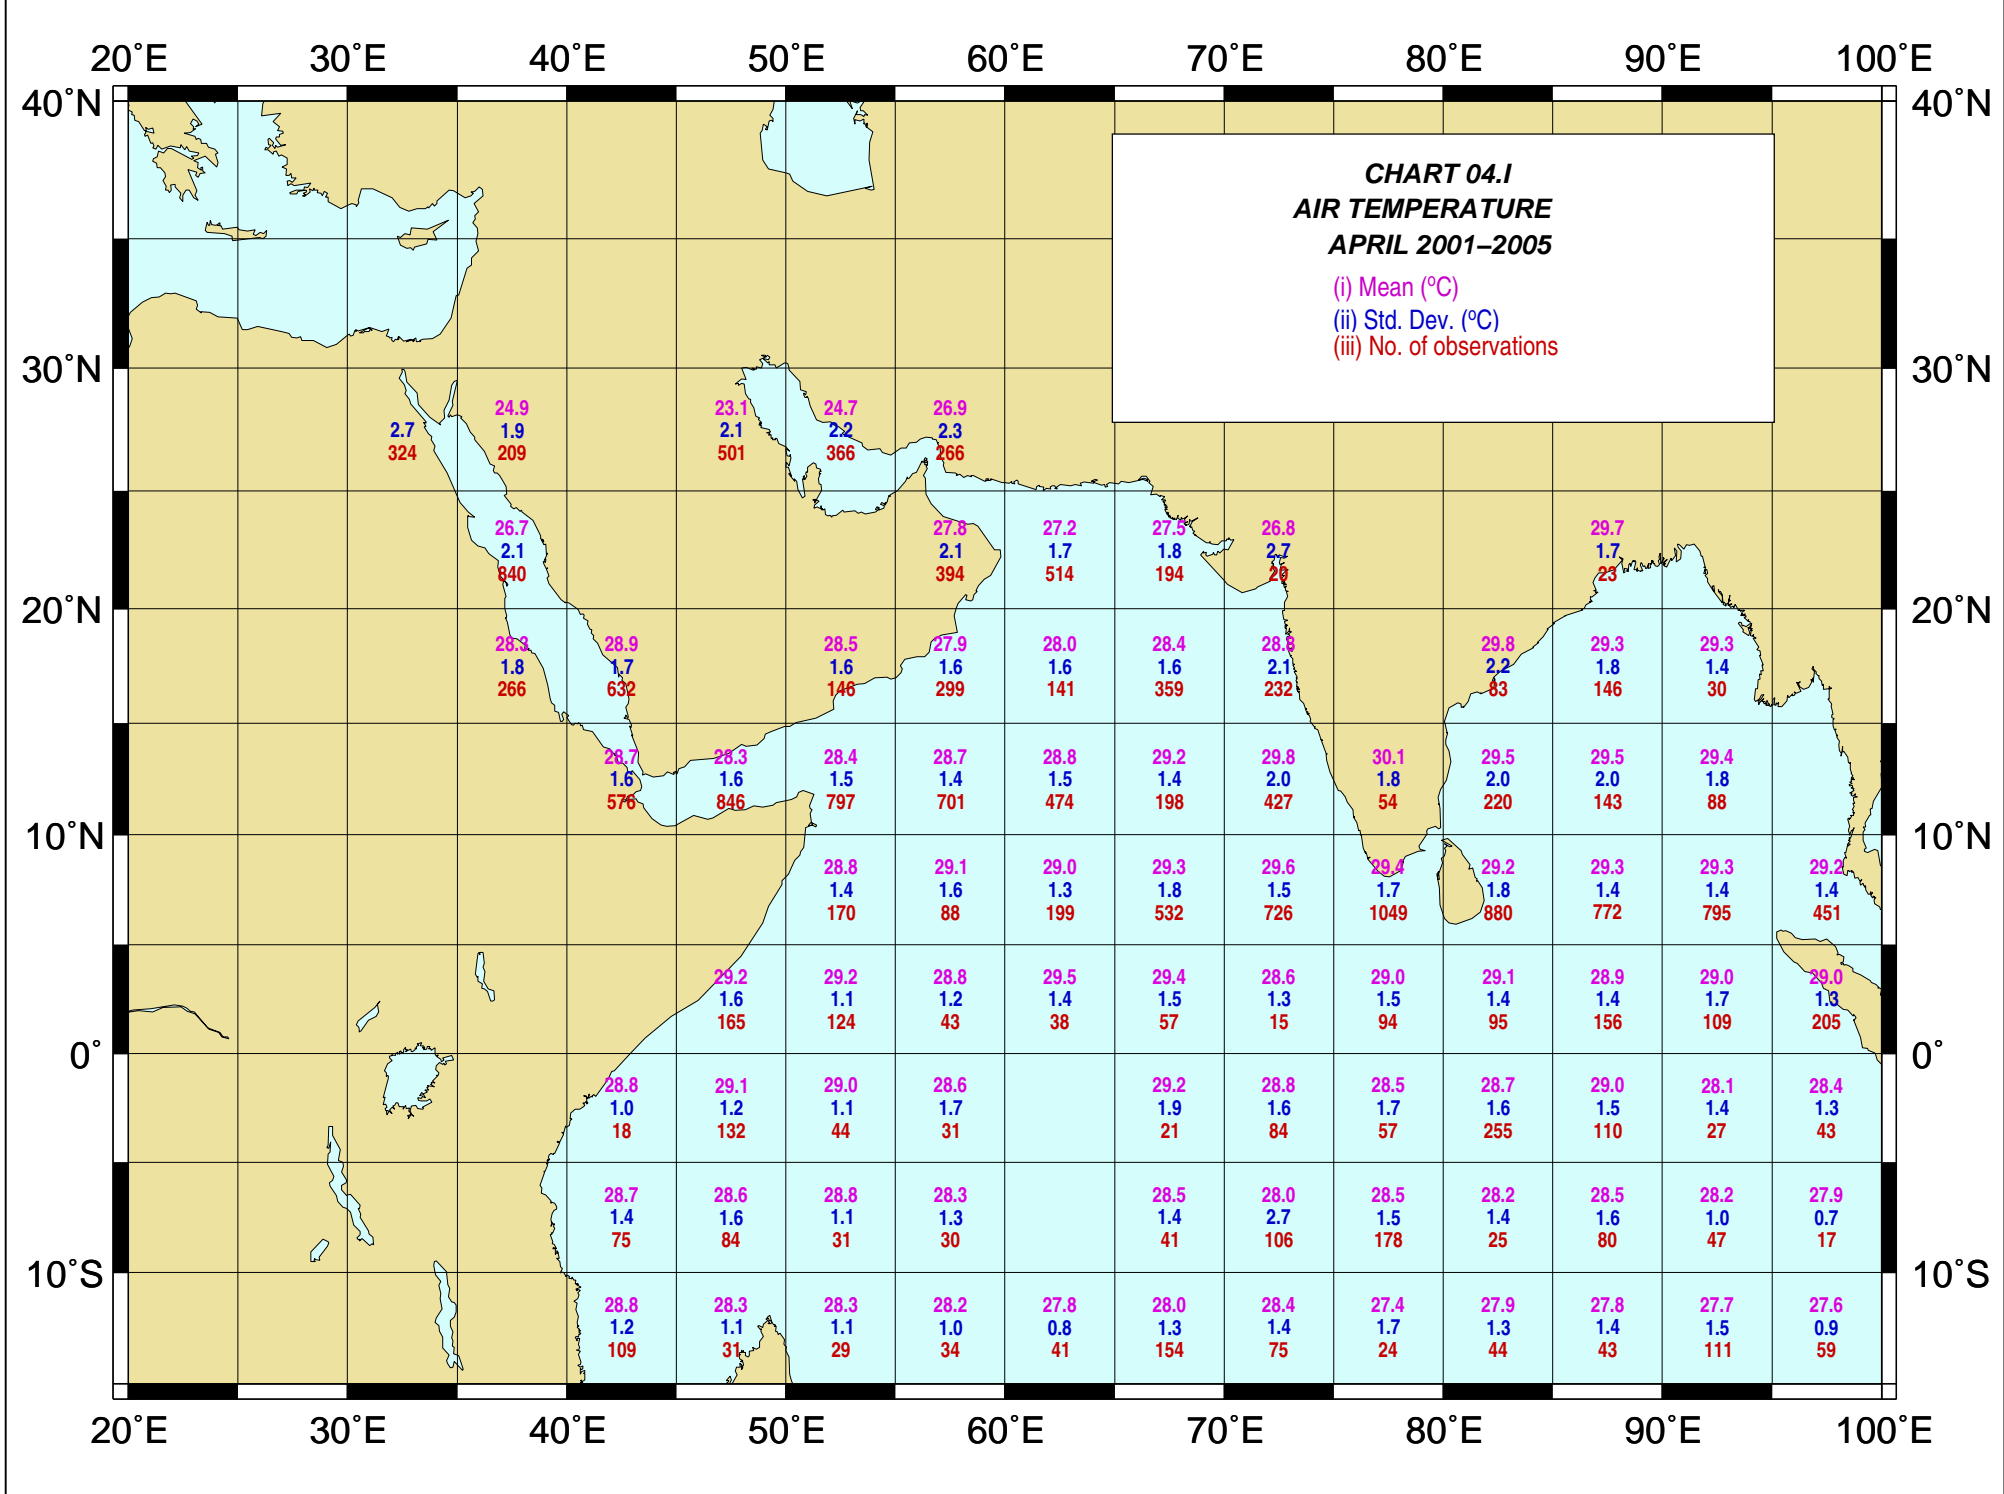 20˚E 30˚E 40˚E 50˚E 60˚E 70˚E 80˚E 90˚E 100˚E
40˚N 40˚N
CHART 04.I
AIR TEMPERATURE
APRIL 2001–2005
(i) Mean (ºC)
(ii) Std. Dev. (ºC)
(iii) No. of observations
30˚N 30˚N
24.9 23.1 24.7 26.9
2.7 1.9 2.1 2.2 2.3
324 209 501 366 266
26.7 27.8 27.2 27.5 26.8 29.7
2.1 2.1 1.7 1.8 2.7 1.7
840 394 514 194 20 23
20˚N 20˚N
28.3 28.9 28.5 27.9 28.0 28.4 28.8 29.8 29.3 29.3
1.8 1.7 1.6 1.6 1.6 1.6 2.1 2.2 1.8 1.4
266 632 146 299 141 359 232 83 146 30
28.7 28.3 28.4 28.7 28.8 29.2 29.8 30.1 29.5 29.5 29.4
1.6 1.6 1.5 1.4 1.5 1.4 2.0 1.8 2.0 2.0 1.8
576 846 797 701 474 198 427 54 220 143 88
10˚N 10˚N
28.8 29.1 29.0 29.3 29.6 29.4 29.2 29.3 29.3 29.2
1.4 1.6 1.3 1.8 1.5 1.7 1.8 1.4 1.4 1.4
170 88 199 532 726 1049 880 772 795 451
29.2 29.2 28.8 29.5 29.4 28.6 29.0 29.1 28.9 29.0 29.0
1.6 1.1 1.2 1.4 1.5 1.3 1.5 1.4 1.4 1.7 1.3
165 124 43 38 57 15 94 95 156 109 205
0˚ 0˚
28.8 29.1 29.0 28.6 29.2 28.8 28.5 28.7 29.0 28.1 28.4
1.0 1.2 1.1 1.7 1.9 1.6 1.7 1.6 1.5 1.4 1.3
18 132 44 31 21 84 57 255 110 27 43
28.7 28.6 28.8 28.3 28.5 28.0 28.5 28.2 28.5 28.2 27.9
1.4 1.6 1.1 1.3 1.4 2.7 1.5 1.4 1.6 1.0 0.7
75 84 31 30 41 106 178 25 80 47 17
10˚S 10˚S
28.8 28.3 28.3 28.2 27.8 28.0 28.4 27.4 27.9 27.8 27.7 27.6
1.2 1.1 1.1 1.0 0.8 1.3 1.4 1.7 1.3 1.4 1.5 0.9
109 31 29 34 41 154 75 24 44 43 111 59
20˚E 30˚E 40˚E 50˚E 60˚E 70˚E 80˚E 90˚E 100˚E